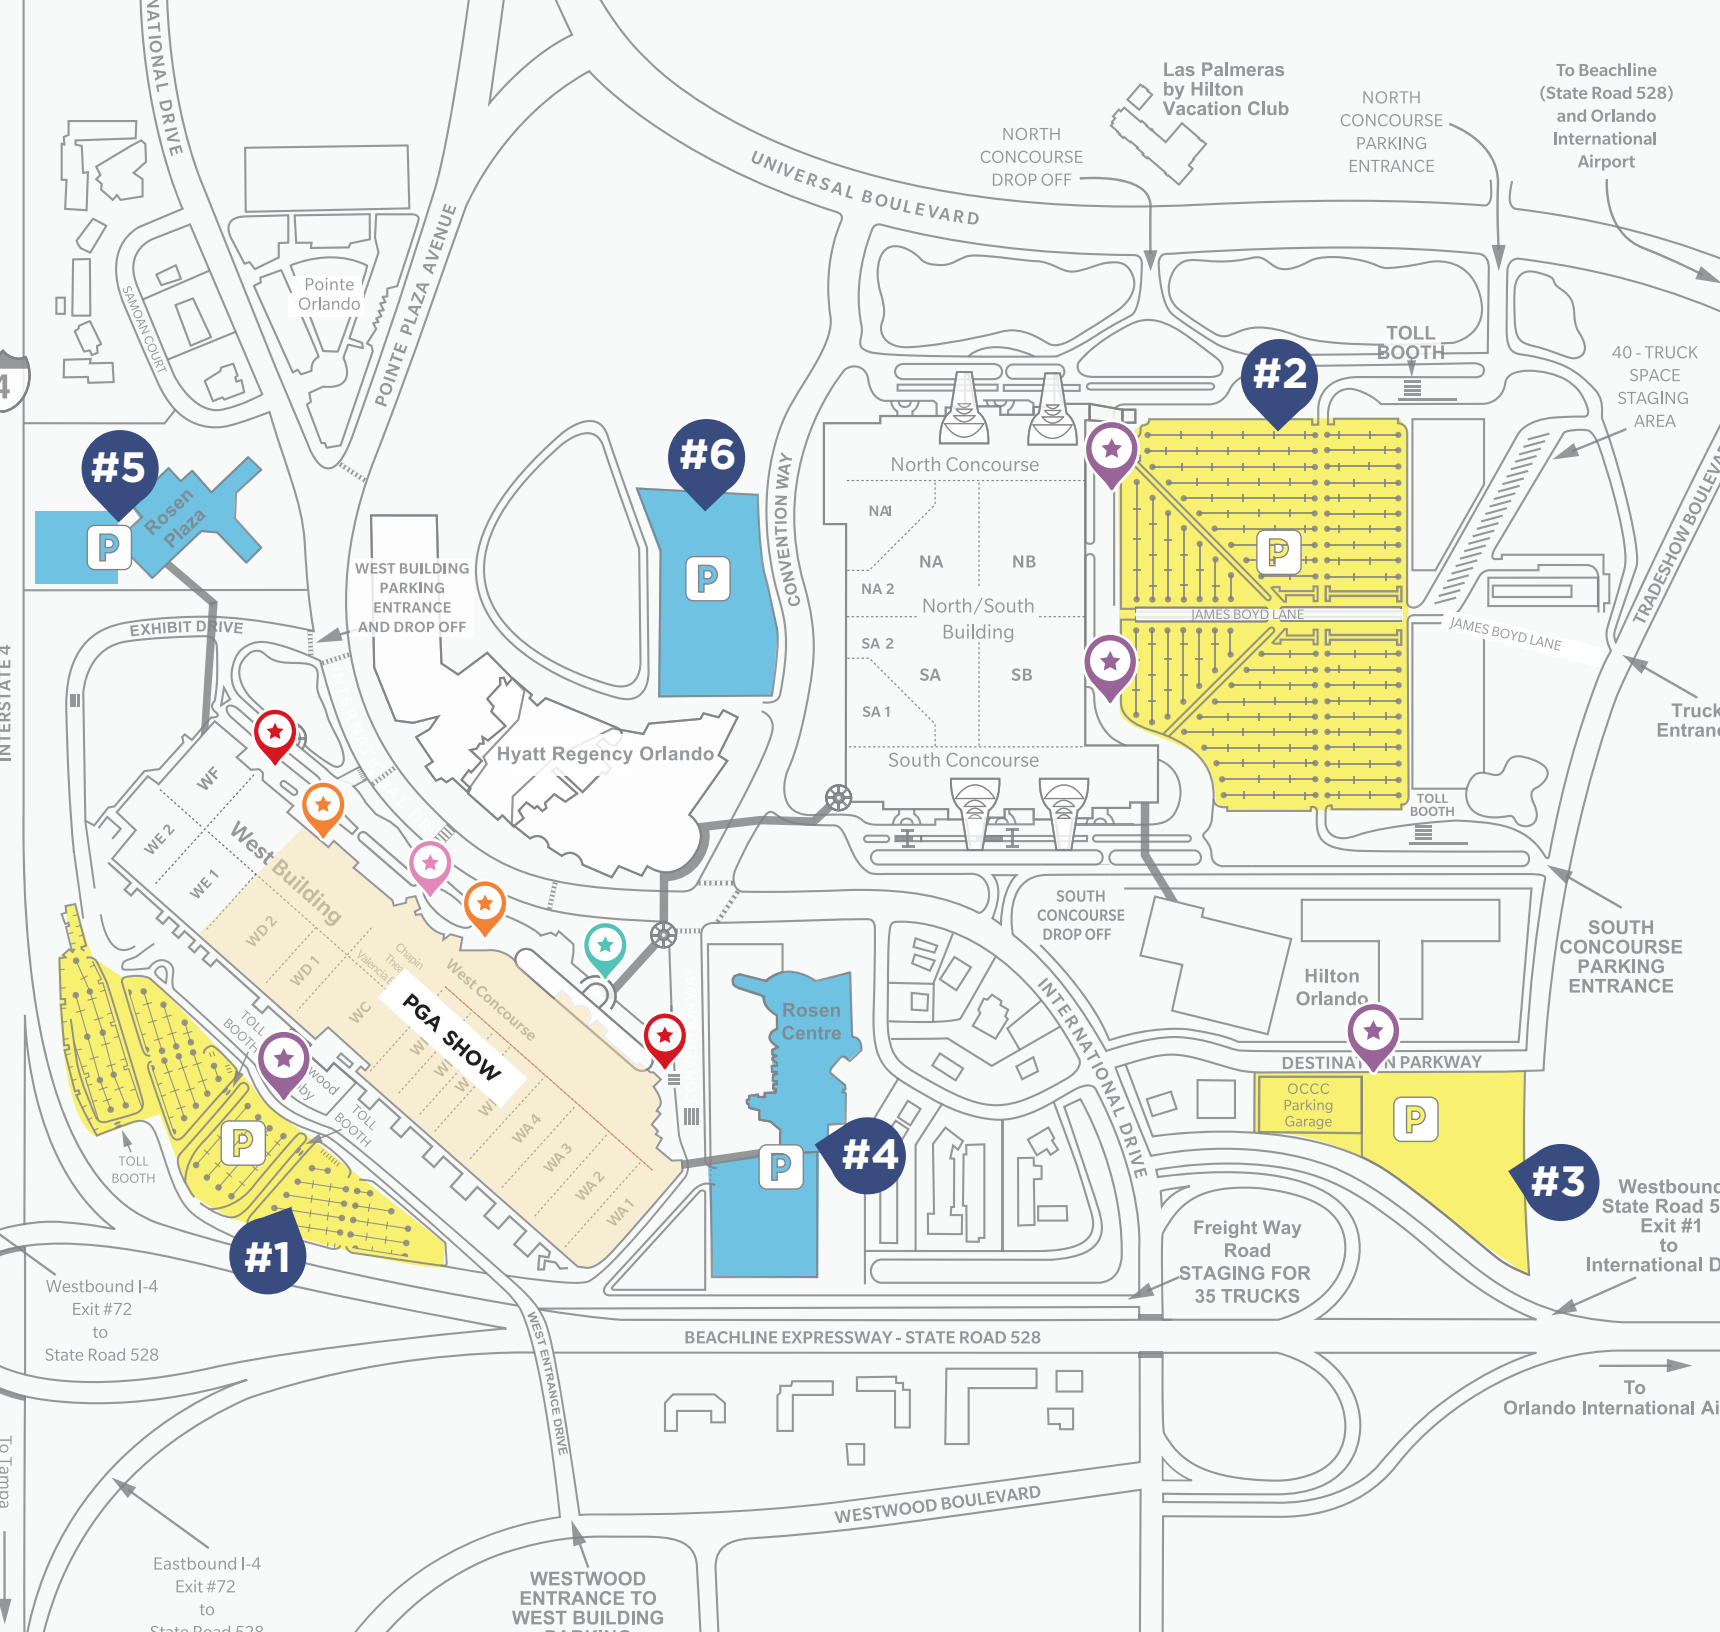 NATIONAL DRIVE
Las Palmeras
by Hilton
Vacation Club
To Beachline
(State Road 528)
and Orlando
International
Airport
NORTH
CONCOURSE
PARKING
ENTRANCE
NORTH
CONCOURSE
DROP OFF
UNIVERSAL BOULEVARD
POINTE PLAZA AVENUE
Pointe
Orlando
SAMOAN COURT
4
TOLL
BOOTH
40 - TRUCK
SPACE
STAGING
AREA
#2
#5
#6
Rosen
Plaza
P
P
P
CONVENTION WAY
North Concourse
NA1
NA
NB
NA 2
North/South
Building
SA 2
SA
SB
SA 1
South Concourse
JAMES BOYD LANE
JAMES BOYD LANE
TRADESHOW BOULEVAR
WEST BUILDING
PARKING
ENTRANCE
AND DROP OFF
EXHIBIT DRIVE
INTERSTATE 4
Truck
Entranc
Hyatt Regency Orlando
TOLL
BOOTH
WF
WE 2
WE 1
West Building
WD 2
WD 1
WC
Chapin
West Concourse
PGA SHOW
WA 4
WA 3
WA 2
WA 1
SOUTH
CONCOURSE
DROP OFF
SOUTH
CONCOURSE
PARKING
ENTRANCE
Hilton
Orlando
Rosen
Centre
INTERNATIONAL DRIVE
DESTINATION PARKWAY
OCCC
Parking
Garage
P
TOLL
BOOTH
wood
by
TOLL
BOOTH
P
TOLL
BOOTH
P
#4
#3
#1
Westbound
State Road 5
Exit #1
to
International D
Freight Way
Road
STAGING FOR
35 TRUCKS
Westbound I-4
Exit #72
to
State Road 528
BEACHLINE EXPRESSWAY - STATE ROAD 528
WEST ENTRANCE DRIVE
To
Orlando International Ai
To Tampa
WESTWOOD BOULEVARD
Eastbound I-4
Exit #72
to
State Road 528
WESTWOOD
ENTRANCE TO
WEST BUILDING
PARKING